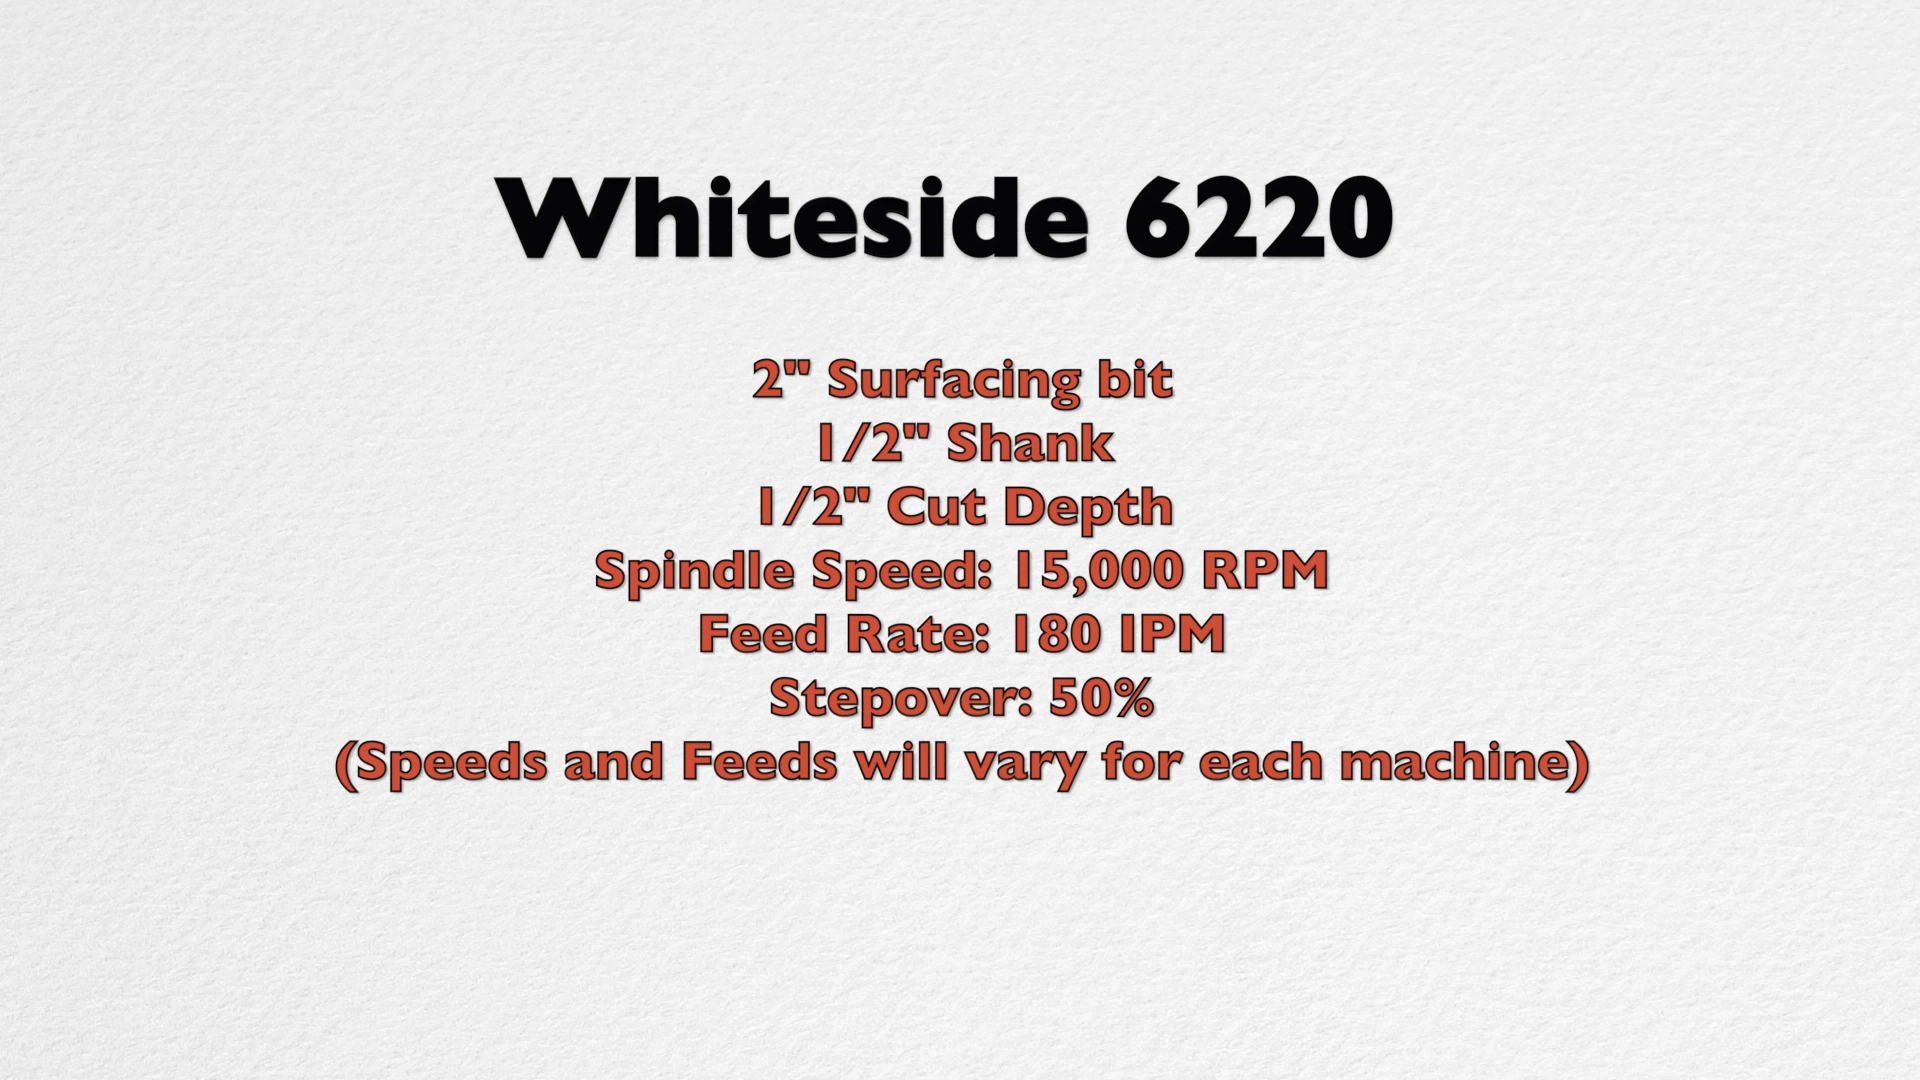 Whiteside 6220
2" Surfacing bit
1/2" Shank
1/2" Cut Depth
Spindle Speed: 15,000 RPM
Feed Rate: 180 IPM
Stepover: 50%
(Speeds and Feeds will vary for each machine)